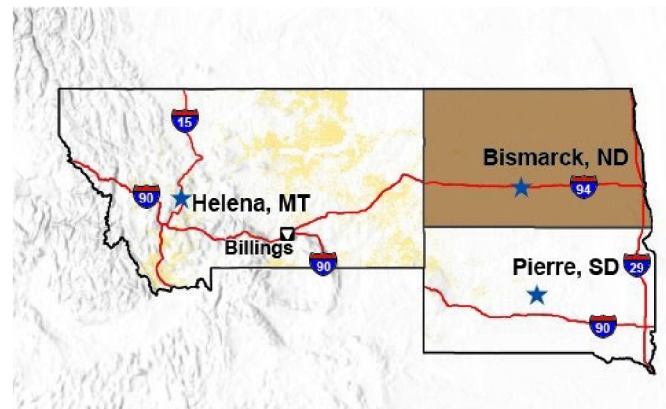 15
Bismarck, ND
90
Helena, MT
94
Billings
90
Pierre, SD
29
90